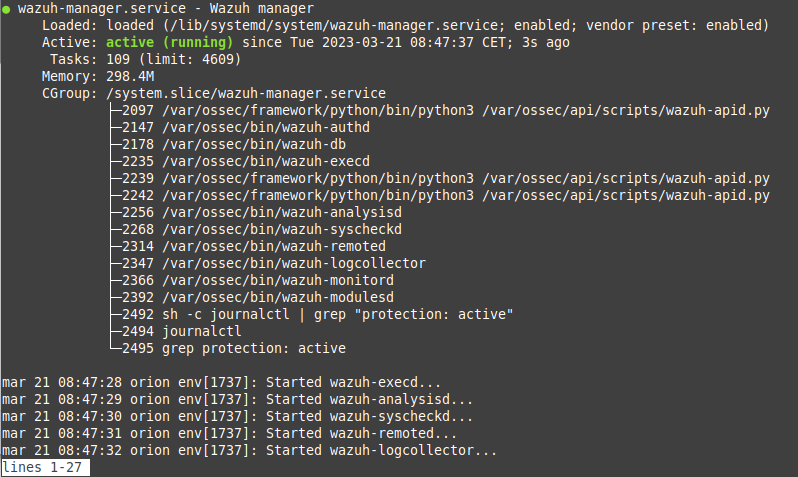 ● wazuh-manager.service - Wazuh manager
     Loaded: loaded (/lib/systemd/system/wazuh-manager.service; enabled; vendor preset: enabled)
     Active: active (running) since Tue 2023-03-21 08:47:37 CET; 3s ago
      Tasks: 109 (limit: 4609)
     Memory: 298.4M
     CGroup: /system.slice/wazuh-manager.service
             ├─2097 /var/ossec/framework/python/bin/python3 /var/ossec/api/scripts/wazuh-apid.py
             ├─2147 /var/ossec/bin/wazuh-authd
             ├─2178 /var/ossec/bin/wazuh-db
             ├─2235 /var/ossec/bin/wazuh-execd
             ├─2239 /var/ossec/framework/python/bin/python3 /var/ossec/api/scripts/wazuh-apid.py
             ├─2242 /var/ossec/framework/python/bin/python3 /var/ossec/api/scripts/wazuh-apid.py
             ├─2256 /var/ossec/bin/wazuh-analysisd
             ├─2268 /var/ossec/bin/wazuh-syscheckd
             ├─2314 /var/ossec/bin/wazuh-remoted
             ├─2347 /var/ossec/bin/wazuh-logcollector
             ├─2366 /var/ossec/bin/wazuh-monitord
             ├─2392 /var/ossec/bin/wazuh-modulesd
             ├─2492 sh -c journalctl | grep "protection: active"
             ├─2494 journalctl
             └─2495 grep protection: active
mar 21 08:47:28 orion env[1737]: Started wazuh-execd...
mar 21 08:47:29 orion env[1737]: Started wazuh-analysisd...
mar 21 08:47:30 orion env[1737]: Started wazuh-syscheckd...
mar 21 08:47:31 orion env[1737]: Started wazuh-remoted...
mar 21 08:47:32 orion env[1737]: Started wazuh-logcollector...
lines 1-27